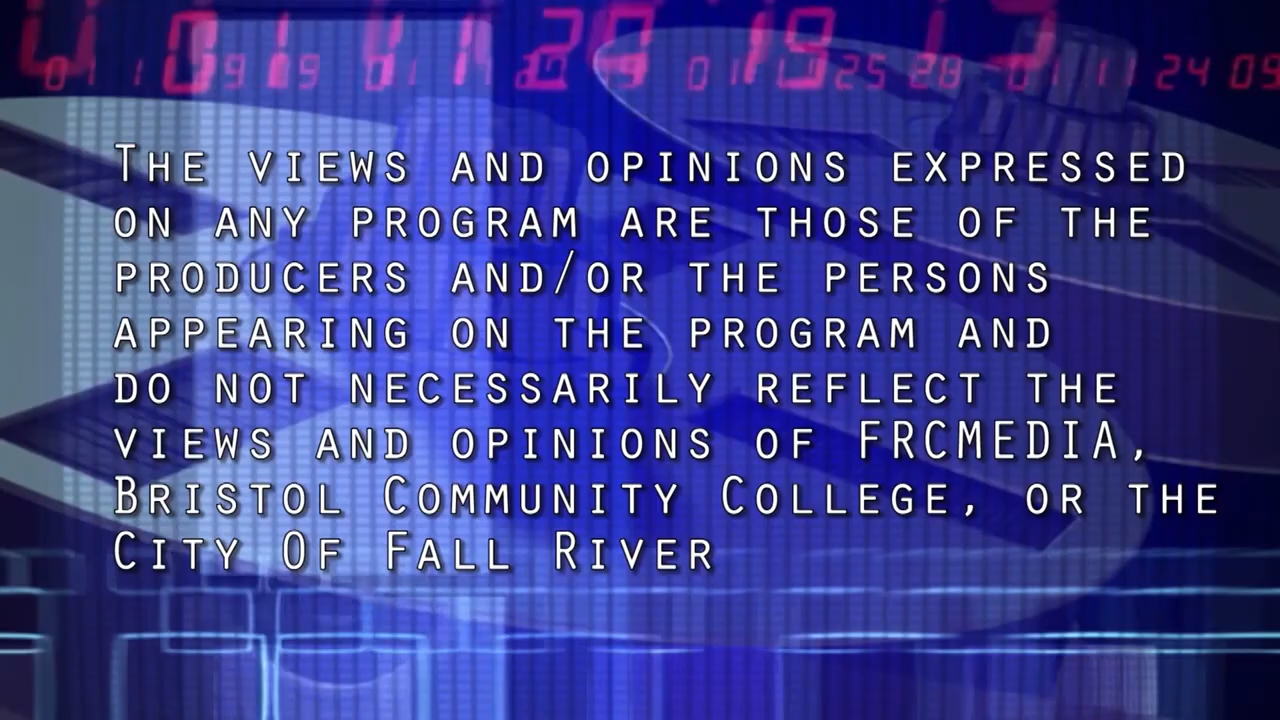 The views and opinions expressed
on any program are those of the
producers and/or the persons
appearing on the program and
do not necessarily reflect the
views and opinions of FRCMEDIA,
Bristol Community College, or the
City Of Fall River